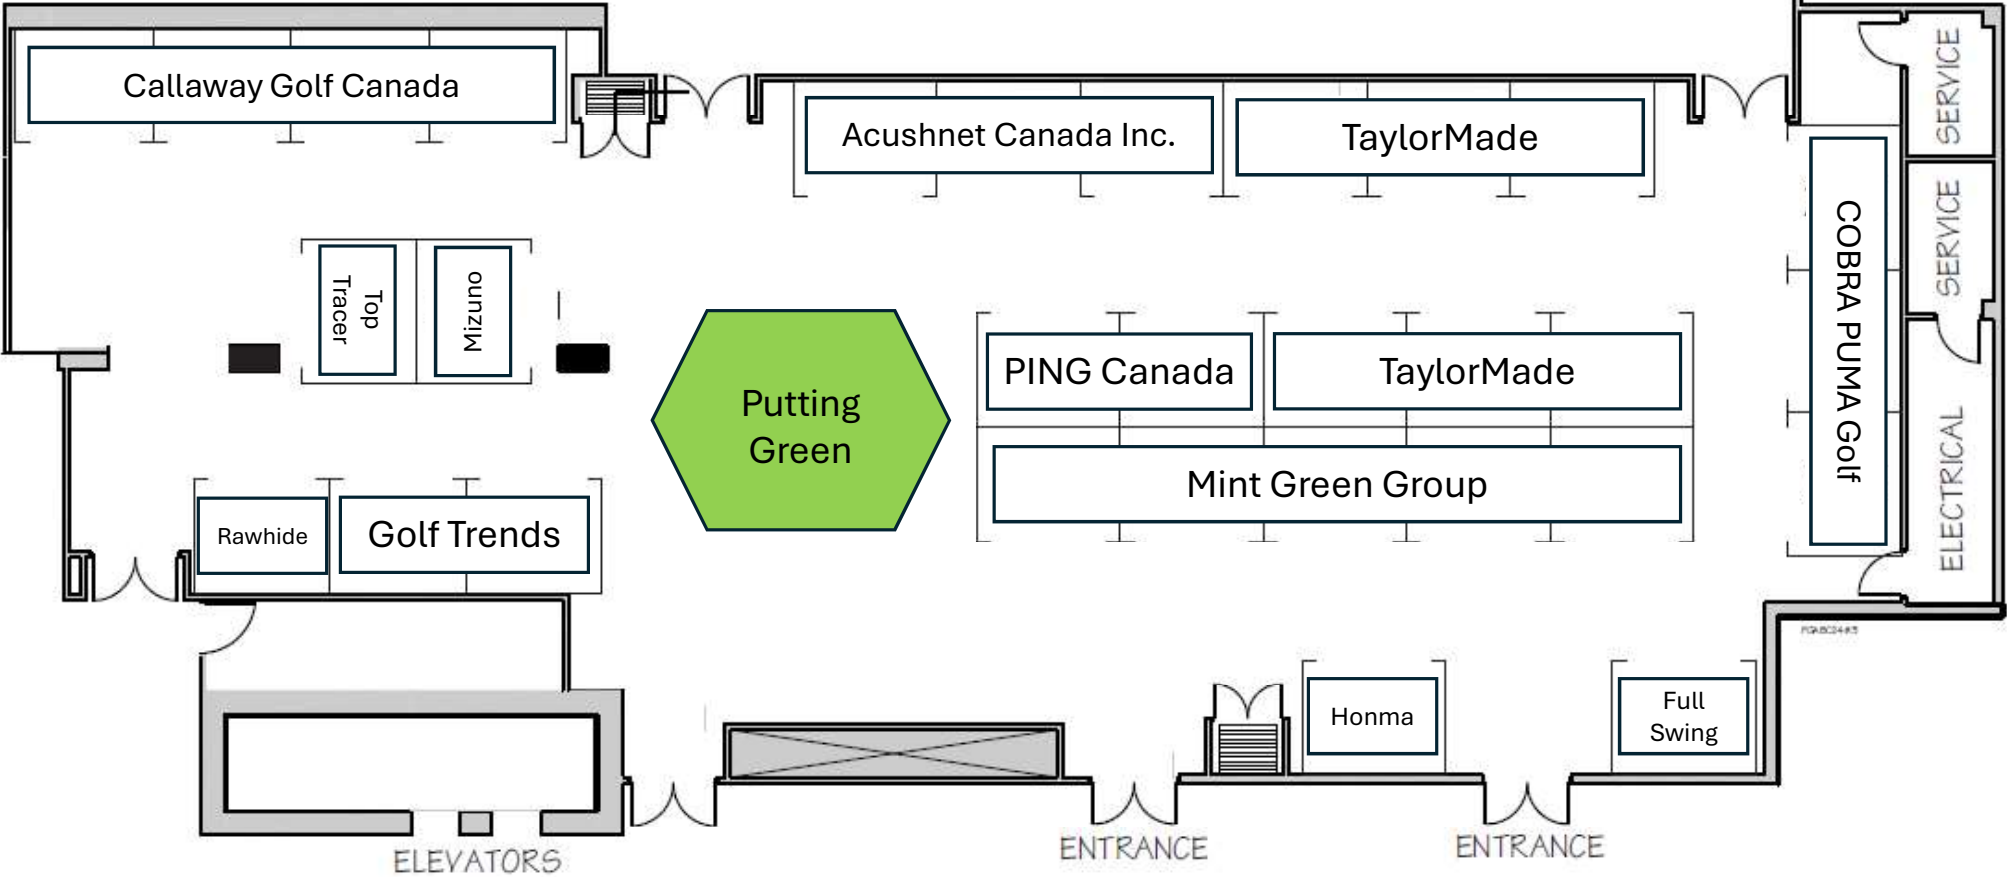 Callaway Golf Canada
Acushnet Canada Inc.
TaylorMade
SERVICE
SERVICE
COBRA PUMA Golf
Top
Tracer
Mizuno
Putting
Green
PING Canada
TaylorMade
Mint Green Group
ELECTRICAL
Rawhide
Golf Trends
Honma
Full
Swing
ELEVATORS
ENTRANCE
ENTRANCE